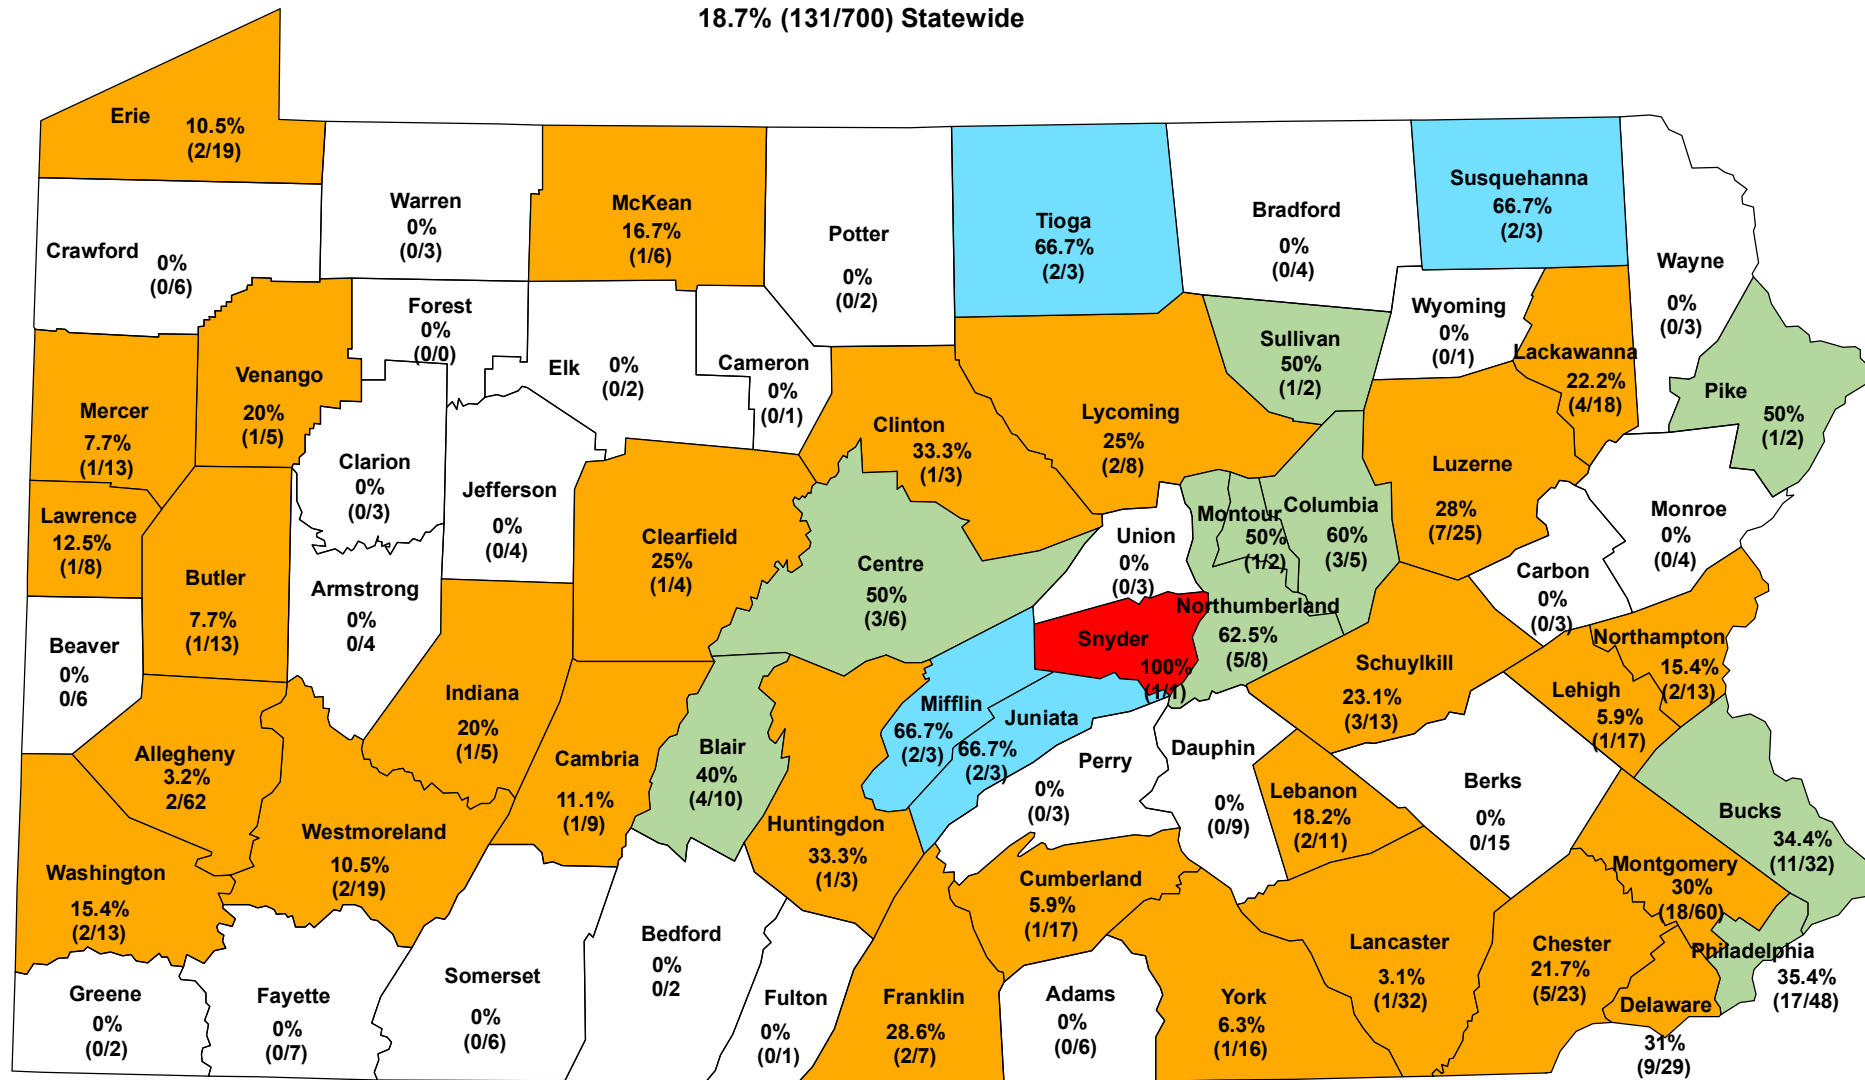 18.7% (131/700) Statewide
Erie
10.5%
(2/19)
Crawford
0%
(0/6)
Warren
0%
(0/3)
McKean
16.7%
(1/6)
Potter
0%
(0/2)
Tioga
66.7%
(2/3)
Bradford
0%
(0/4)
Susquehanna
66.7%
(2/3)
Wayne
0%
(0/3)
Wyoming
0%
(0/1)
Lackawanna
22.2%
(4/18)
Pike
50%
(1/2)
Sullivan
50%
(1/2)
Forest
0%
(0/0)
Elk
0%
(0/2)
Cameron
0%
(0/1)
Venango
20%
(1/5)
Mercer
7.7%
(1/13)
Clarion
0%
(0/3)
Jefferson
0%
(0/4)
Clinton
33.3%
(1/3)
Lycoming
25%
(2/8)
Luzerne
28%
(7/25)
Monroe
0%
(0/4)
Lawrence
12.5%
(1/8)
Butler
7.7%
(1/13)
Armstrong
0%
0/4
Clearfield
25%
(1/4)
Centre
50%
(3/6)
Union
0%
(0/3)
Montour
50%
(1/2)
Columbia
60%
(3/5)
Carbon
0%
(0/3)
Northumberland
62.5%
(5/8)
Snyder
100%
(1/1)
Northampton
15.4%
(2/13)
Beaver
0%
0/6
Indiana
20%
(1/5)
Schuylkill
23.1%
(3/13)
Lehigh
5.9%
(1/17)
Mifflin
66.7%
(2/3)
Juniata
66.7%
(2/3)
Allegheny
3.2%
2/62
Cambria
11.1%
(1/9)
Blair
40%
(4/10)
Perry
0%
(0/3)
Dauphin
0%
(0/9)
Lebanon
18.2%
(2/11)
Berks
0%
0/15
Bucks
34.4%
(11/32)
Huntingdon
33.3%
(1/3)
Westmoreland
10.5%
(2/19)
Washington
15.4%
(2/13)
Cumberland
5.9%
(1/17)
Montgomery
30%
(18/60)
Bedford
0%
0/2
Somerset
0%
(0/6)
Lancaster
3.1%
(1/32)
Chester
21.7%
(5/23)
Philadelphia
35.4%
(17/48)
Greene
0%
(0/2)
Fayette
0%
(0/7)
Fulton
0%
(0/1)
Franklin
28.6%
(2/7)
Adams
0%
(0/6)
York
6.3%
(1/16)
Delaware
31%
(9/29)